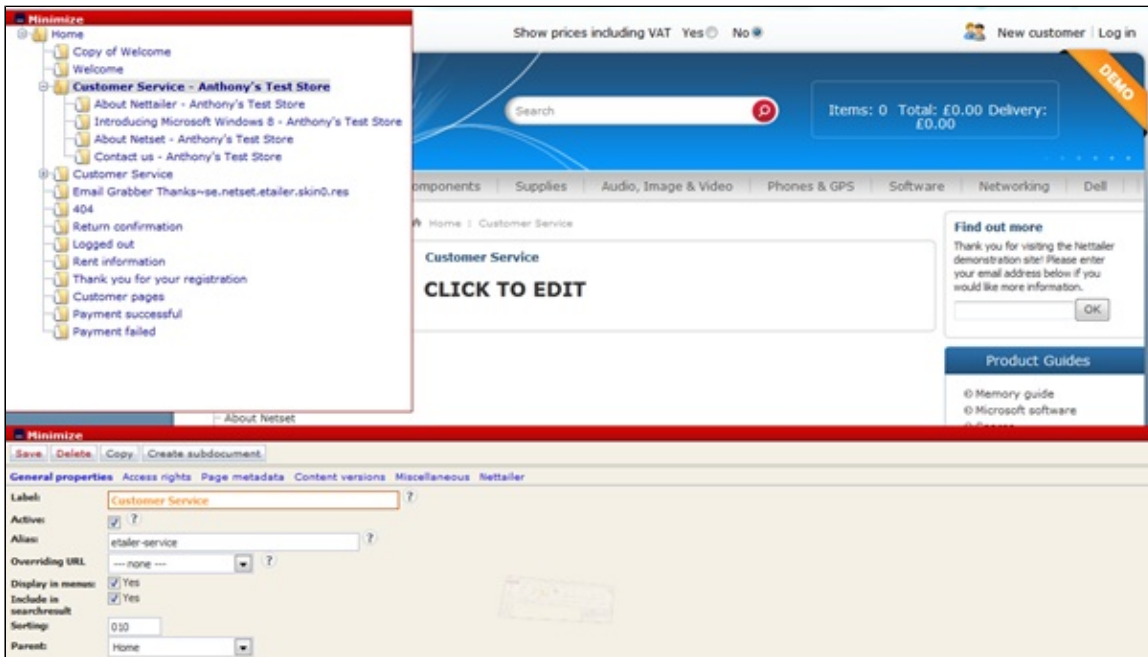 Minimize
Home
Copy of Welcome
Welcome
Customer Service - Anthony's Test Store
About Nettailer - Anthony's Test Store
Introducing Microsoft Windows 8 - Anthony's Test Store
About Netset - Anthony's Test Store
Contact us - Anthony's Test Store
Customer Service
Email Grabber Thanks~se.netset.etailer.skin0.res
404
Return confirmation
Logged out
Rent information
Thank you for your registration
Customer pages
Payment successful
Payment failed
Show prices including VAT Yes No
New customer | Log in
DEMO
Search
Items: 0 Total: £0.00 Delivery:
£0.00
omponents Supplies Audio, Image & Video Phones & GPS Software Networking Dell
Home : Customer Service
Customer Service
CLICK TO EDIT
Find out more
Thank you for visiting the Nettailer
demonstration site! Please enter
your email address below if you
would like more information.
OK
Product Guides
Memory guide
Microsoft software
About Netset
Minimize
Save Delete Copy Create subdocument
General properties Access rights Page metadata Content versions Miscellaneous Nettailer
Label: Customer Service ?
Active: ?
Alias: etailer-service ?
Overriding URL --- none --- ?
Display in menus: Yes
Include in Yes
searchresult
Sorting: 010
Parent: Home